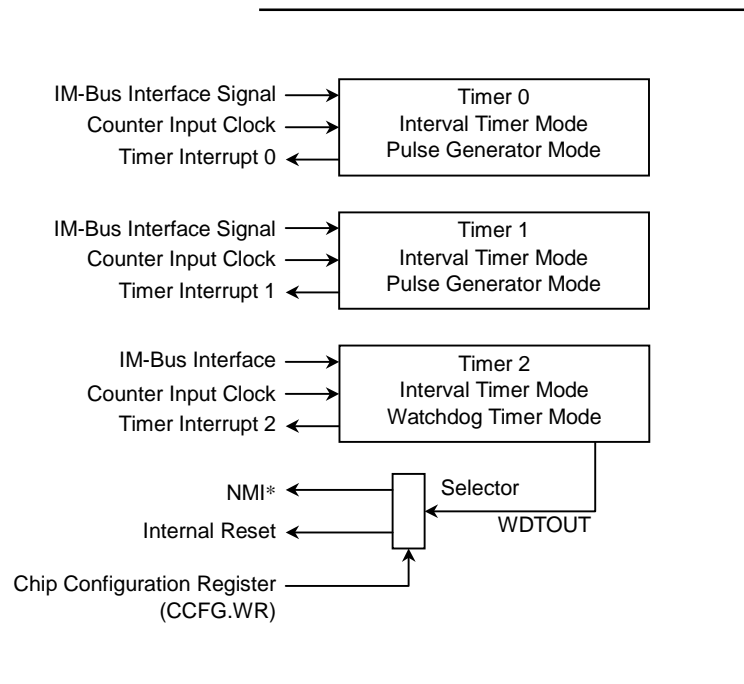 IM-Bus Interface Signal
Counter Input Clock
Timer Interrupt 0
Timer 0
Interval Timer Mode
Pulse Generator Mode
IM-Bus Interface Signal
Counter Input Clock
Timer Interrupt 1
Timer 1
Interval Timer Mode
Pulse Generator Mode
IM-Bus Interface
Counter Input Clock
Timer Interrupt 2
Timer 2
Interval Timer Mode
Watchdog Timer Mode
NMI*
Selector
Internal Reset
WDTOUT
Chip Configuration Register
(CCFG.WR)